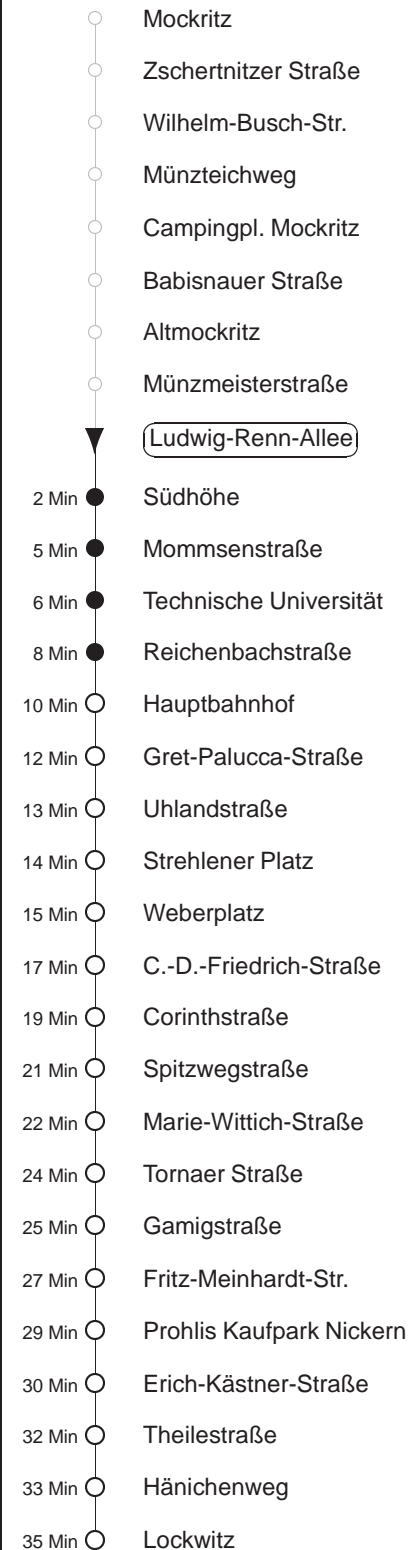 Mockritz
Zschertnitzer Straße
Wilhelm-Busch-Str.
Münzteichweg
Campingpl. Mockritz
Babisnauer Straße
Altmockritz
Münzmeisterstraße
Ludwig-Renn-Allee
2 Min Südhöhe
5 Min Mommsenstraße
6 Min Technische Universität
8 Min Reichenbachstraße
10 Min Hauptbahnhof
12 Min Gret-Palucca-Straße
13 Min Uhlandstraße
14 Min Strehlener Platz
15 Min Weberplatz
17 Min C.-D.-Friedrich-Straße
19 Min Corinthstraße
21 Min Spitzwegstraße
22 Min Marie-Wittich-Straße
24 Min Tornaer Straße
25 Min Gamigstraße
27 Min Fritz-Meinhardt-Str.
29 Min Prohlis Kaufpark Nickern
30 Min Erich-Kästner-Straße
32 Min Theilestraße
33 Min Hänichenweg
35 Min Lockwitz